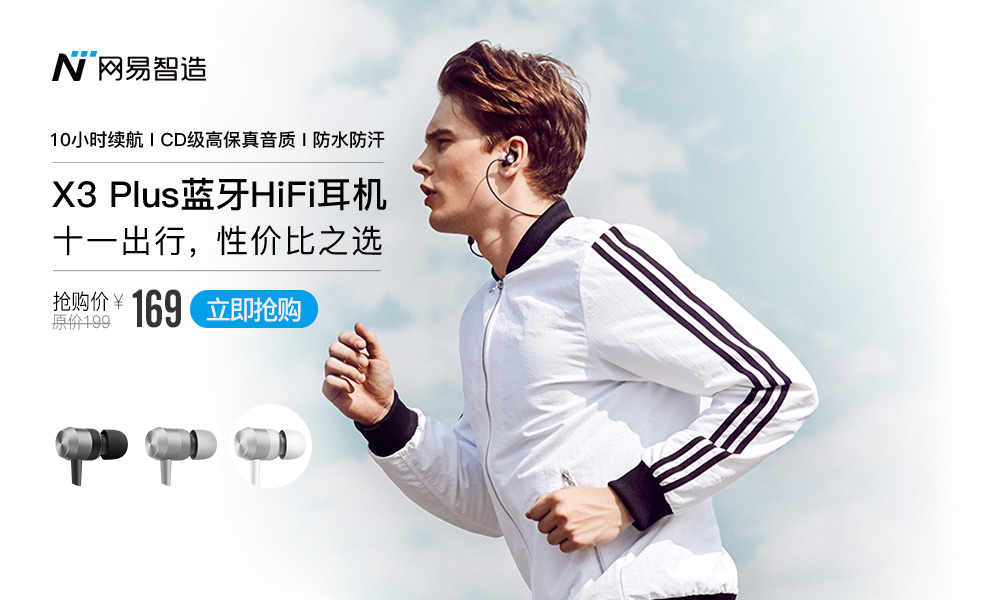 网易智造
10小时续航 I CD级高保真音质 I 防水防汗
X3 Plus蓝牙HiFi耳机
十一出行，性价比之选
抢购价 ¥ 169 立即抢购
原价199